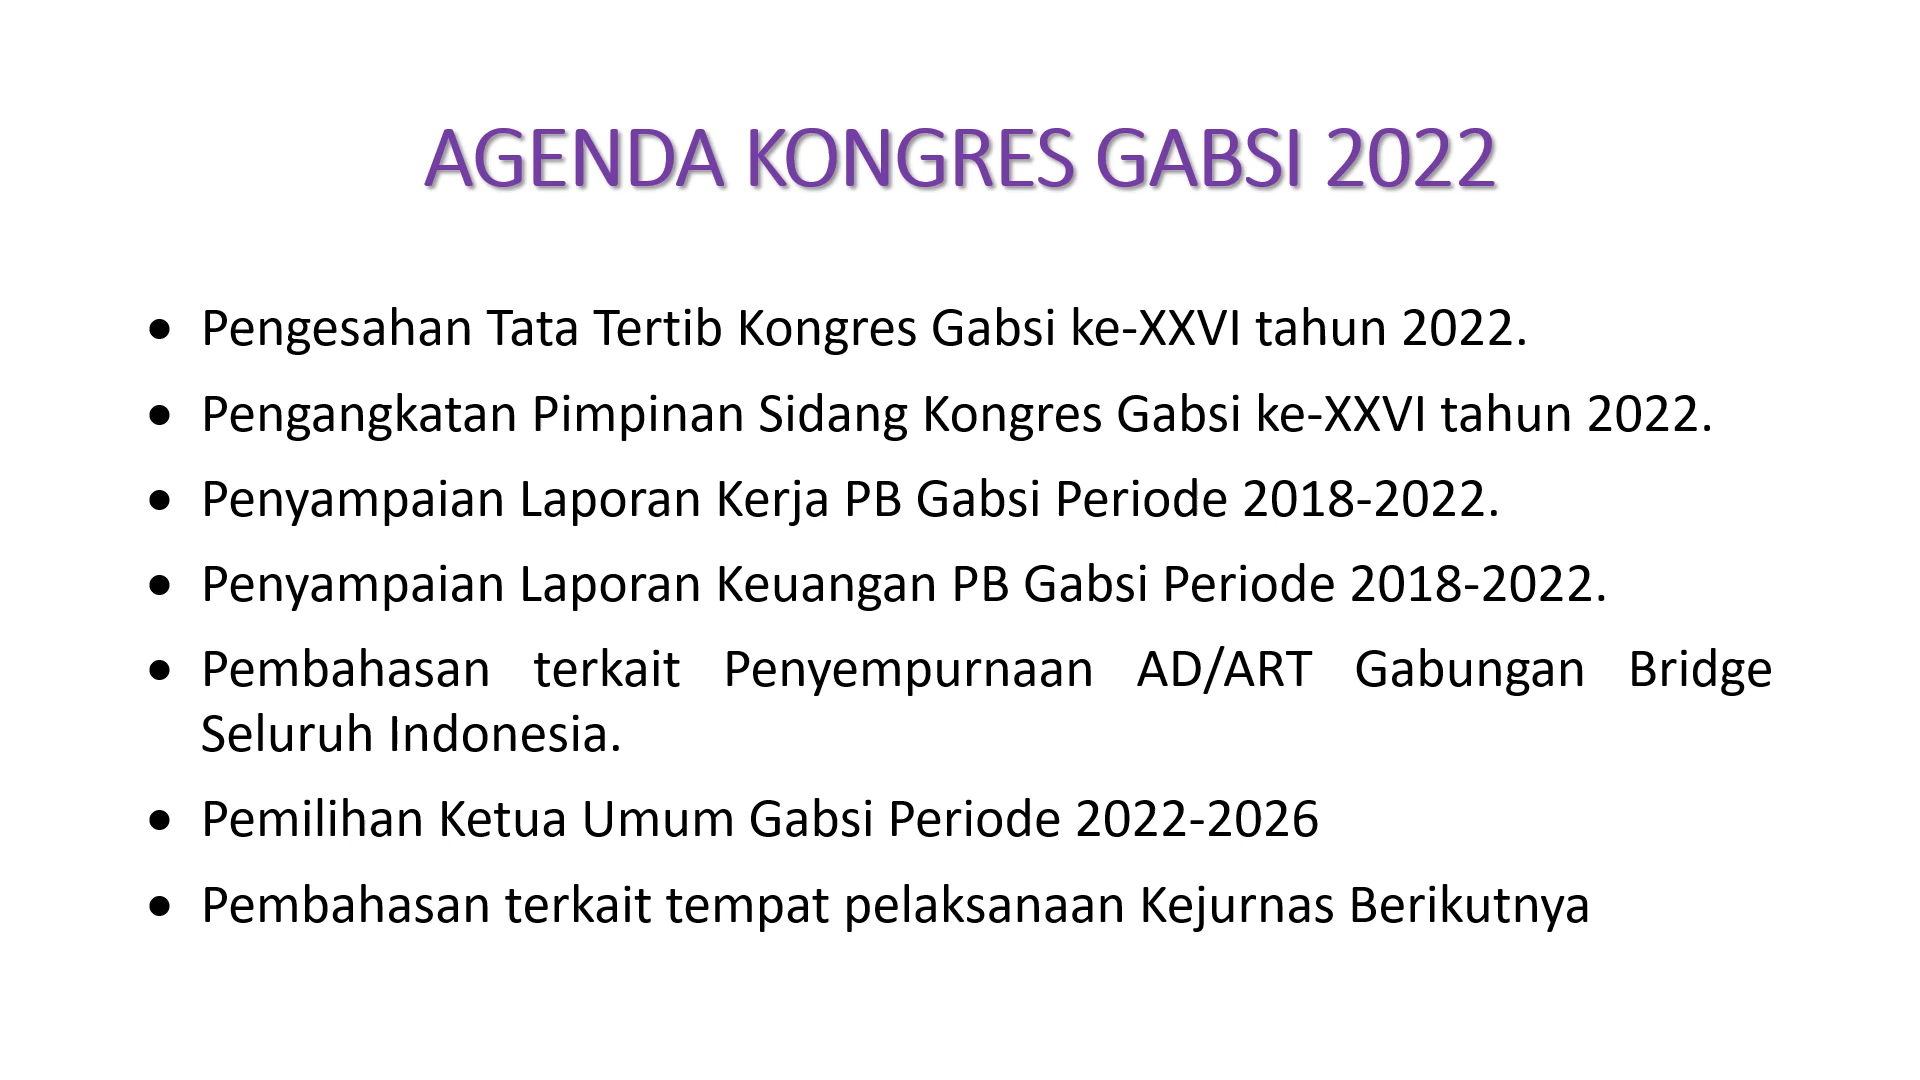 AGENDA KONGRES GABSI 2022
• Pengesahan Tata Tertib Kongres Gabsi ke-XXVI tahun 2022.
• Pengangkatan Pimpinan Sidang Kongres Gabsi ke-XXVI tahun 2022.
• Penyampaian Laporan Kerja PB Gabsi Periode 2018-2022.
• Penyampaian Laporan Keuangan PB Gabsi Periode 2018-2022.
• Pembahasan terkait Penyempurnaan AD/ART Gabungan Bridge
Seluruh Indonesia.
• Pemilihan Ketua Umum Gabsi Periode 2022-2026
• Pembahasan terkait tempat pelaksanaan Kejurnas Berikutnya